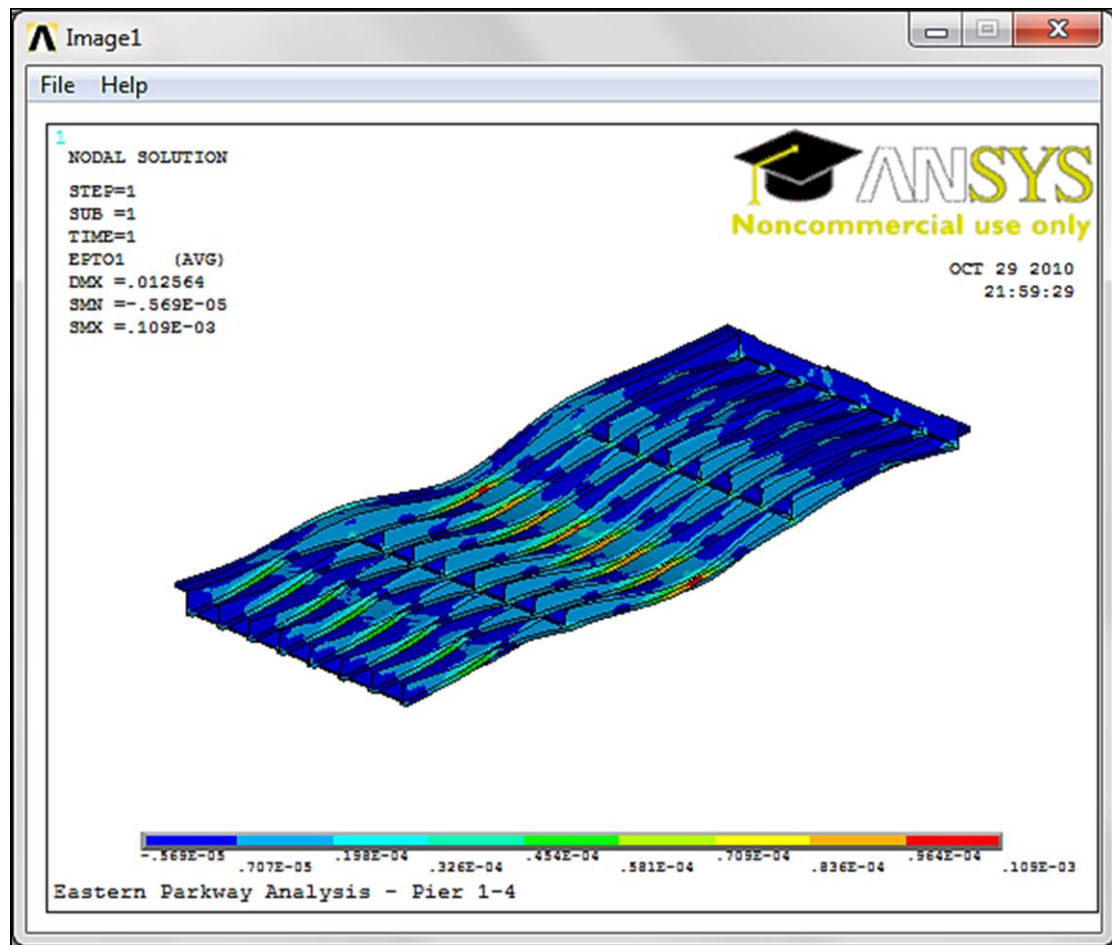 Image1
File Help
1
NODAL SOLUTION
STEP=1
SUB =1
TIME=1
EPTO1 (AVG)
DMX =.012564
SMN =-.569E-05
SMX =.109E-03
ANSYS
Noncommercial use only
OCT 29 2010
21:59:29
-.569E-05 .198E-04 .454E-04 .709E-04 .964E-04
.707E-05 .326E-04 .581E-04 .836E-04 .109E-03
Eastern Parkway Analysis - Pier 1-4